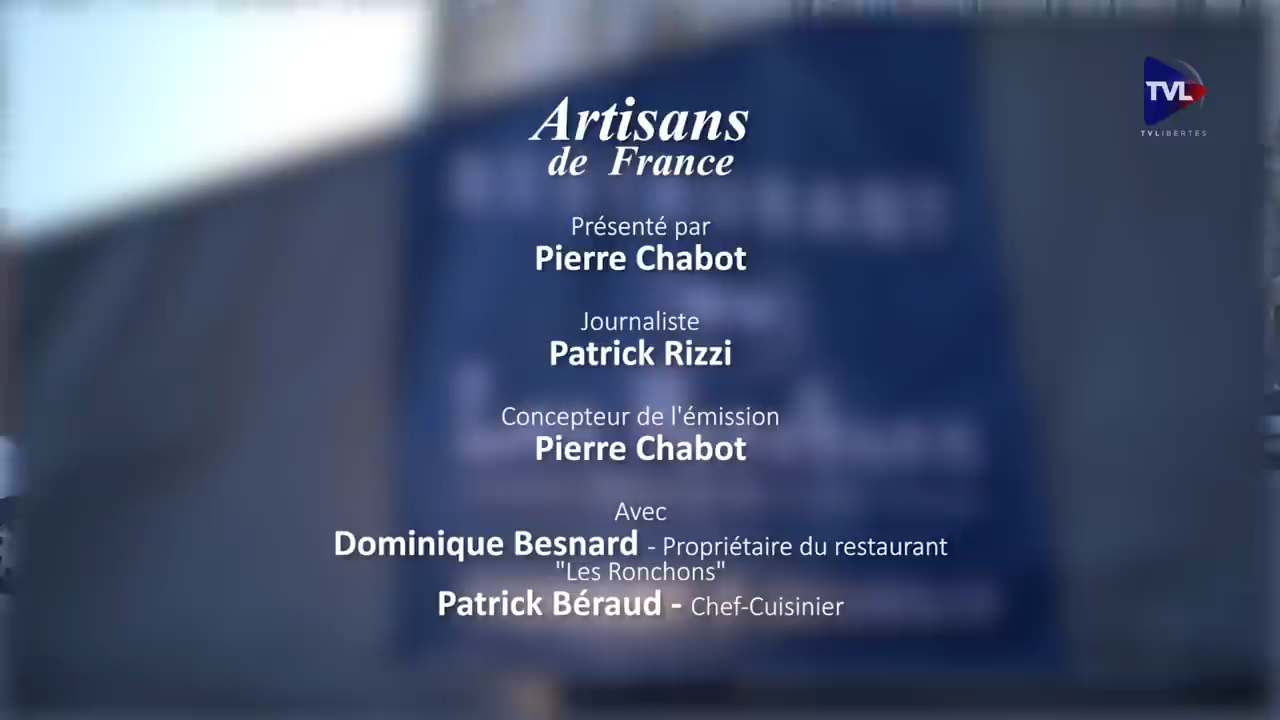 TVL
TVLIBERTÉS
Artisans
de France
Présenté par
Pierre Chabot
Journaliste
Patrick Rizzi
Concepteur de l'émission
Pierre Chabot
Avec
Dominique Besnard - Propriétaire du restaurant
"Les Ronchons"
Patrick Béraud - Chef-Cuisinier